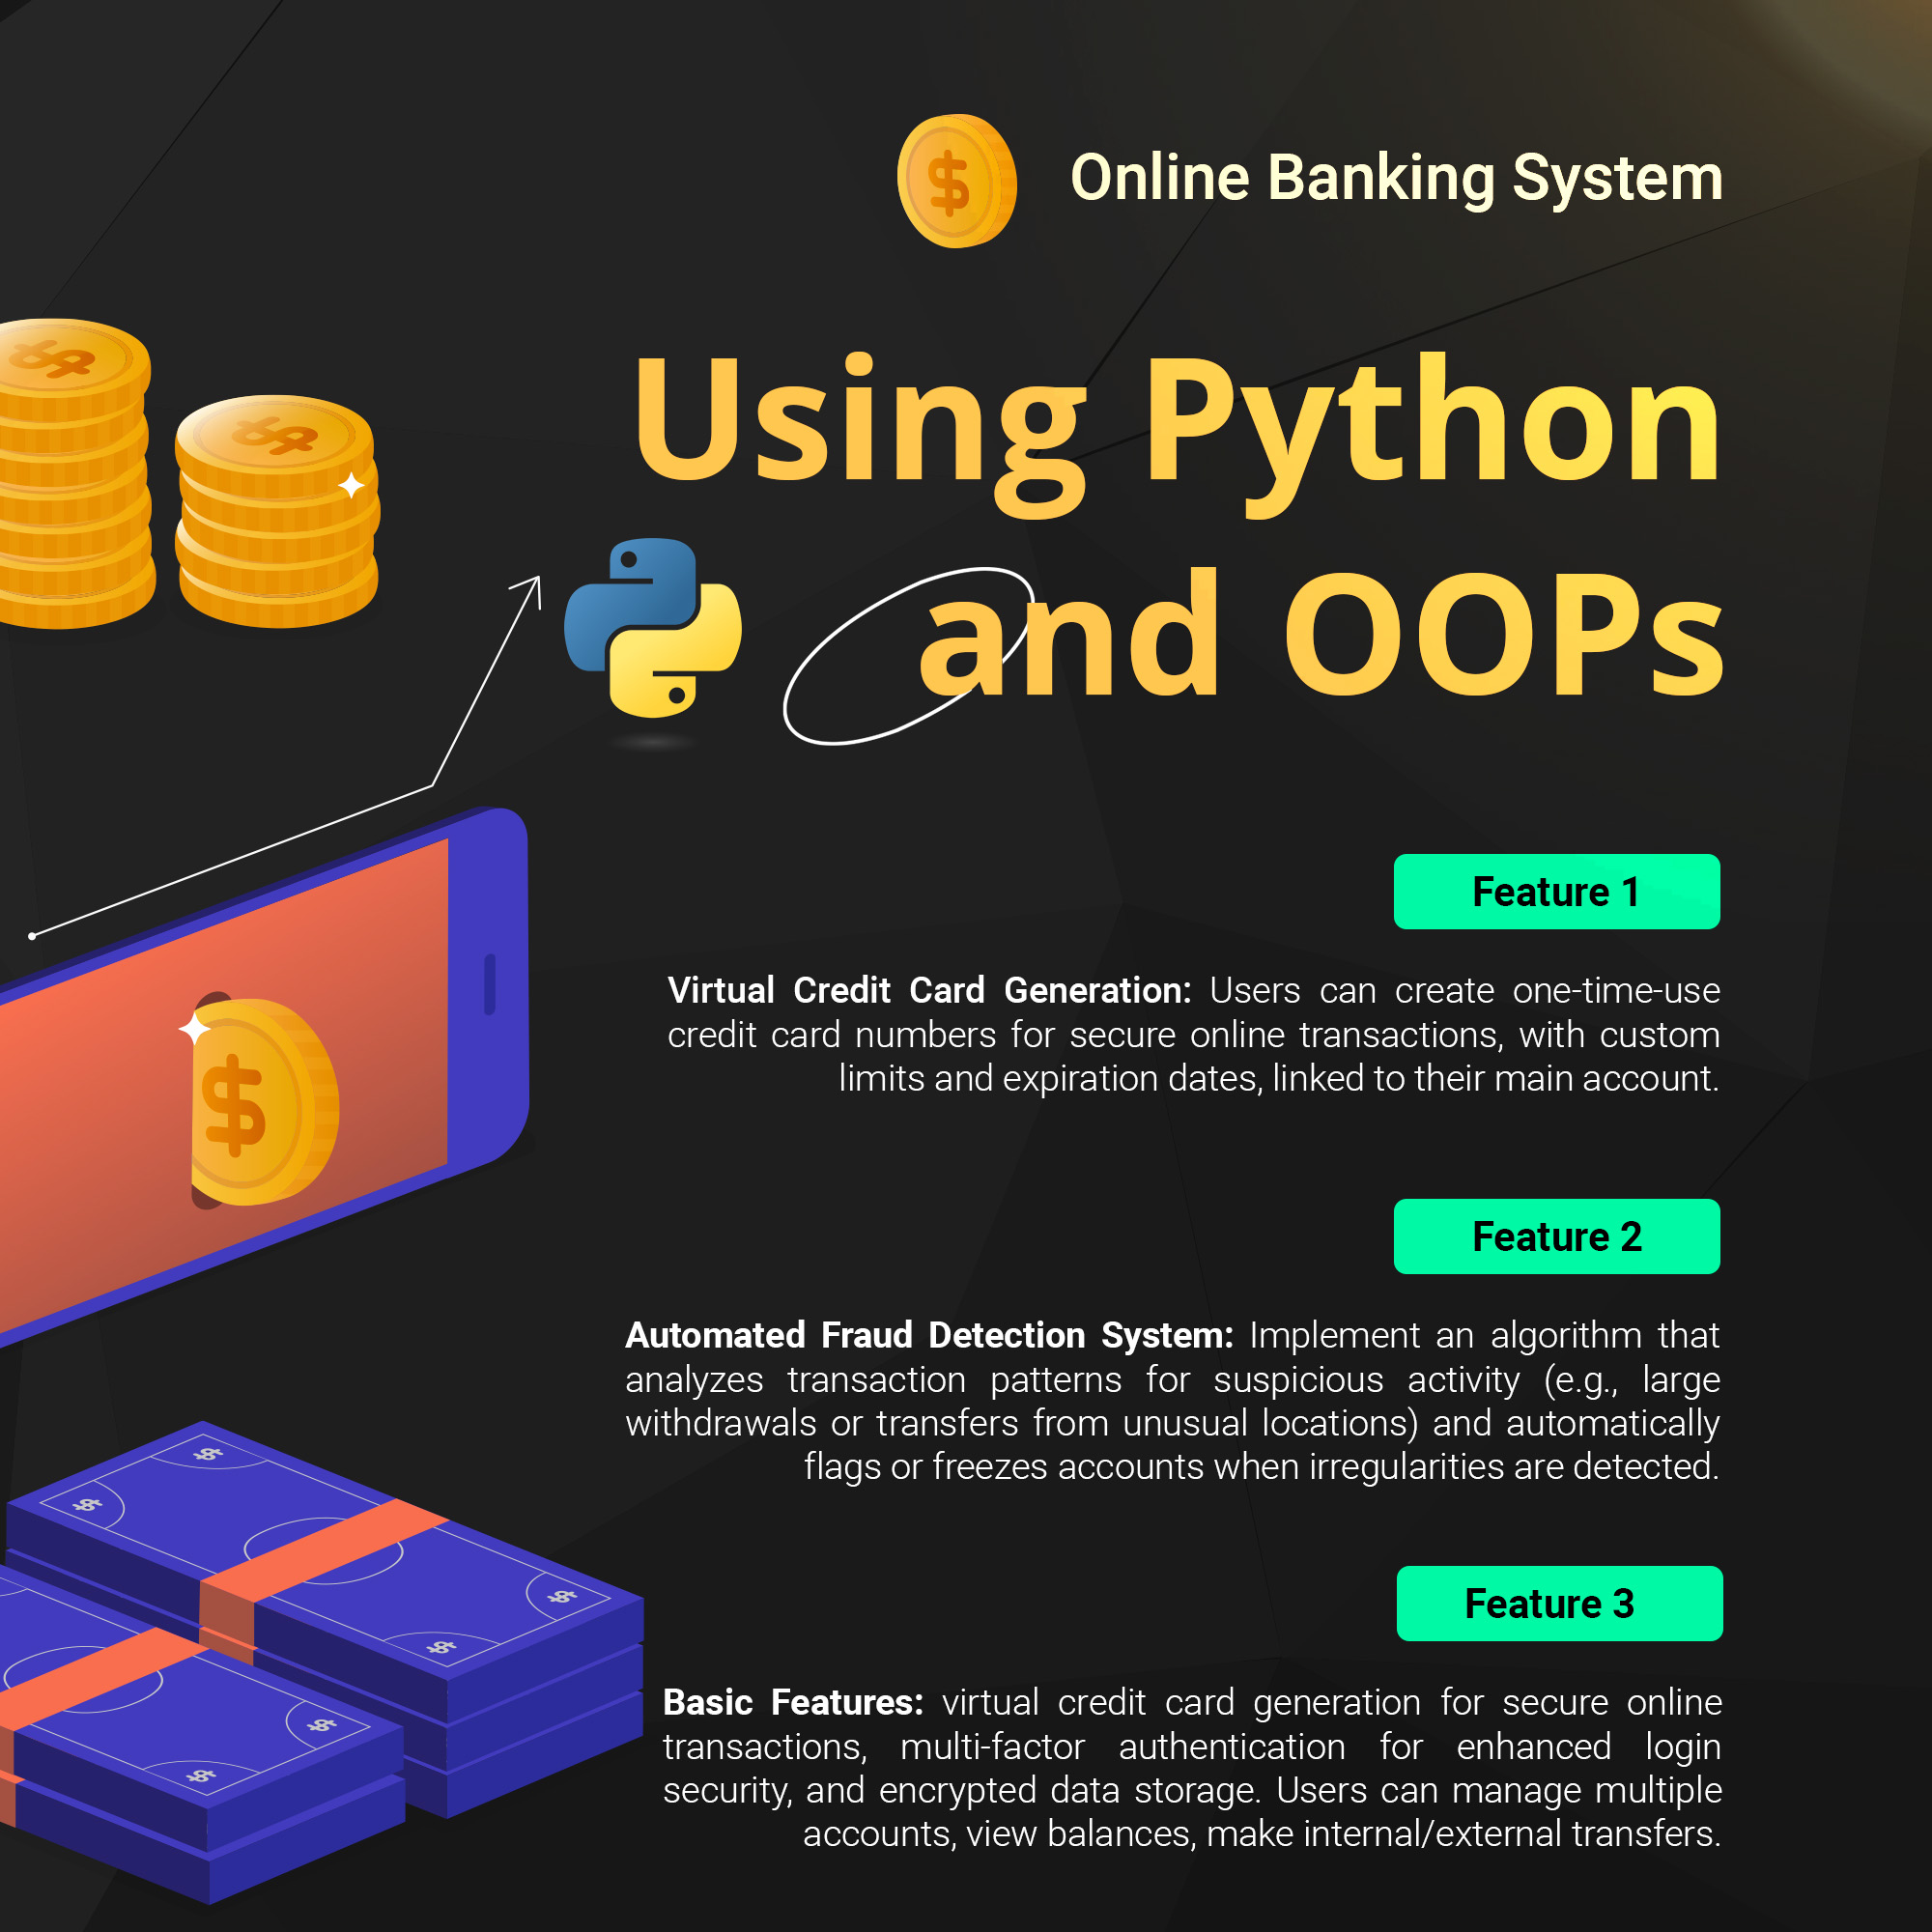 Online Banking System
Using Python
and OOPs
Feature 1
Virtual Credit Card Generation: Users can create one-time-use
credit card numbers for secure online transactions, with custom
limits and expiration dates, linked to their main account.
Feature 2
Automated Fraud Detection System: Implement an algorithm that
analyzes transaction patterns for suspicious activity (e.g., large
withdrawals or transfers from unusual locations) and automatically
flags or freezes accounts when irregularities are detected.
Feature 3
Basic Features: virtual credit card generation for secure online
transactions, multi-factor authentication for enhanced login
security, and encrypted data storage. Users can manage multiple
accounts, view balances, make internal/external transfers.